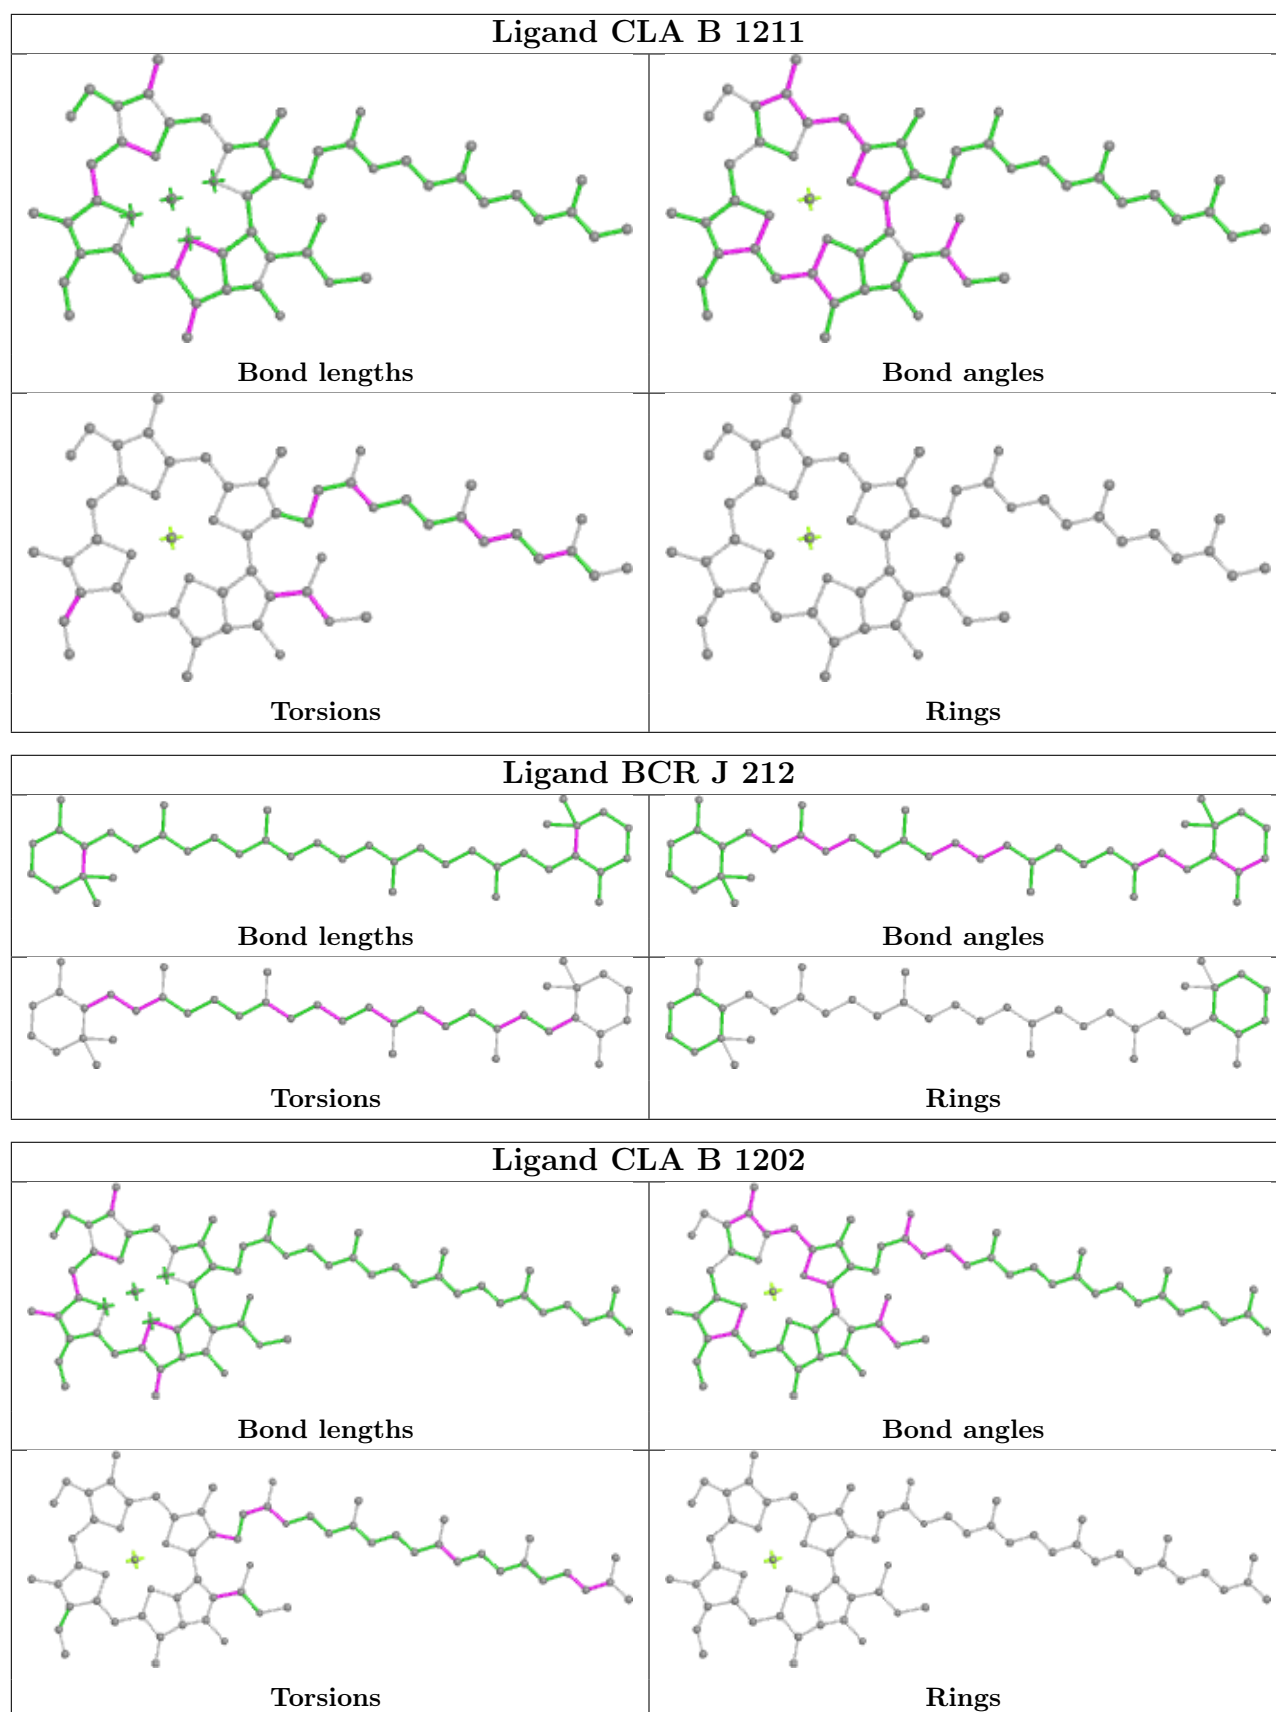 Ligand CLA B 1211
Bond lengths
Bond angles
Torsions
Rings
Ligand BCR J 212
Bond lengths
Bond angles
Torsions
Rings
Ligand CLA B 1202
Bond lengths
Bond angles
Torsions
Rings